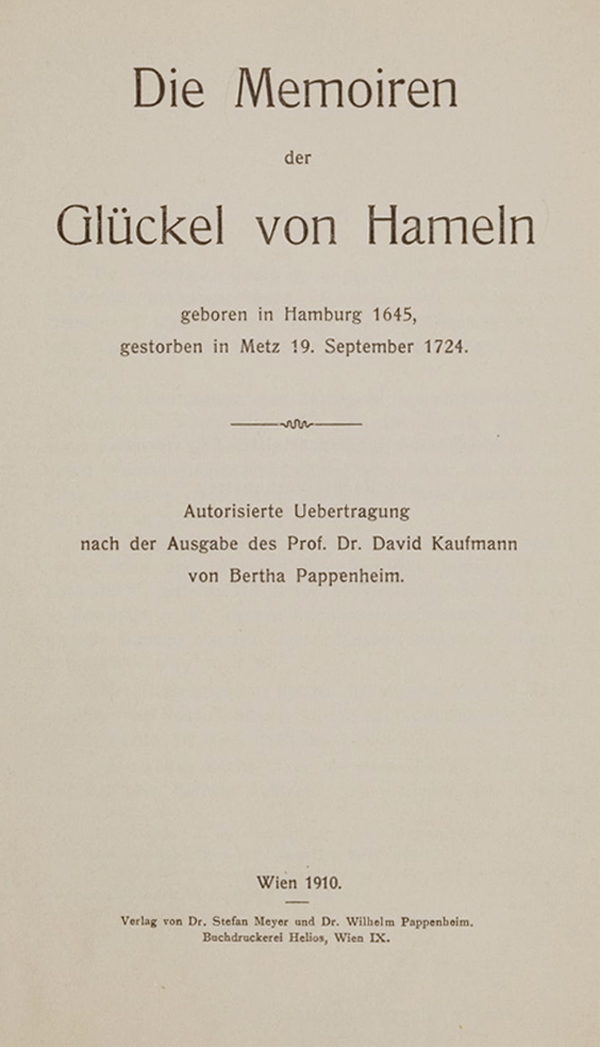 Die Memoiren
der
Glückel von Hameln
geboren in Hamburg 1645,
gestorben in Metz 19. September 1724.
Autorisierte Uebertragung
nach der Ausgabe des Prof. Dr. David Kaufmann
von Bertha Pappenheim.
Wien 1910.
Verlag von Dr. Stefan Meyer und Dr. Wilhelm Pappenheim.
Buchdruckerei Helios, Wien IX.